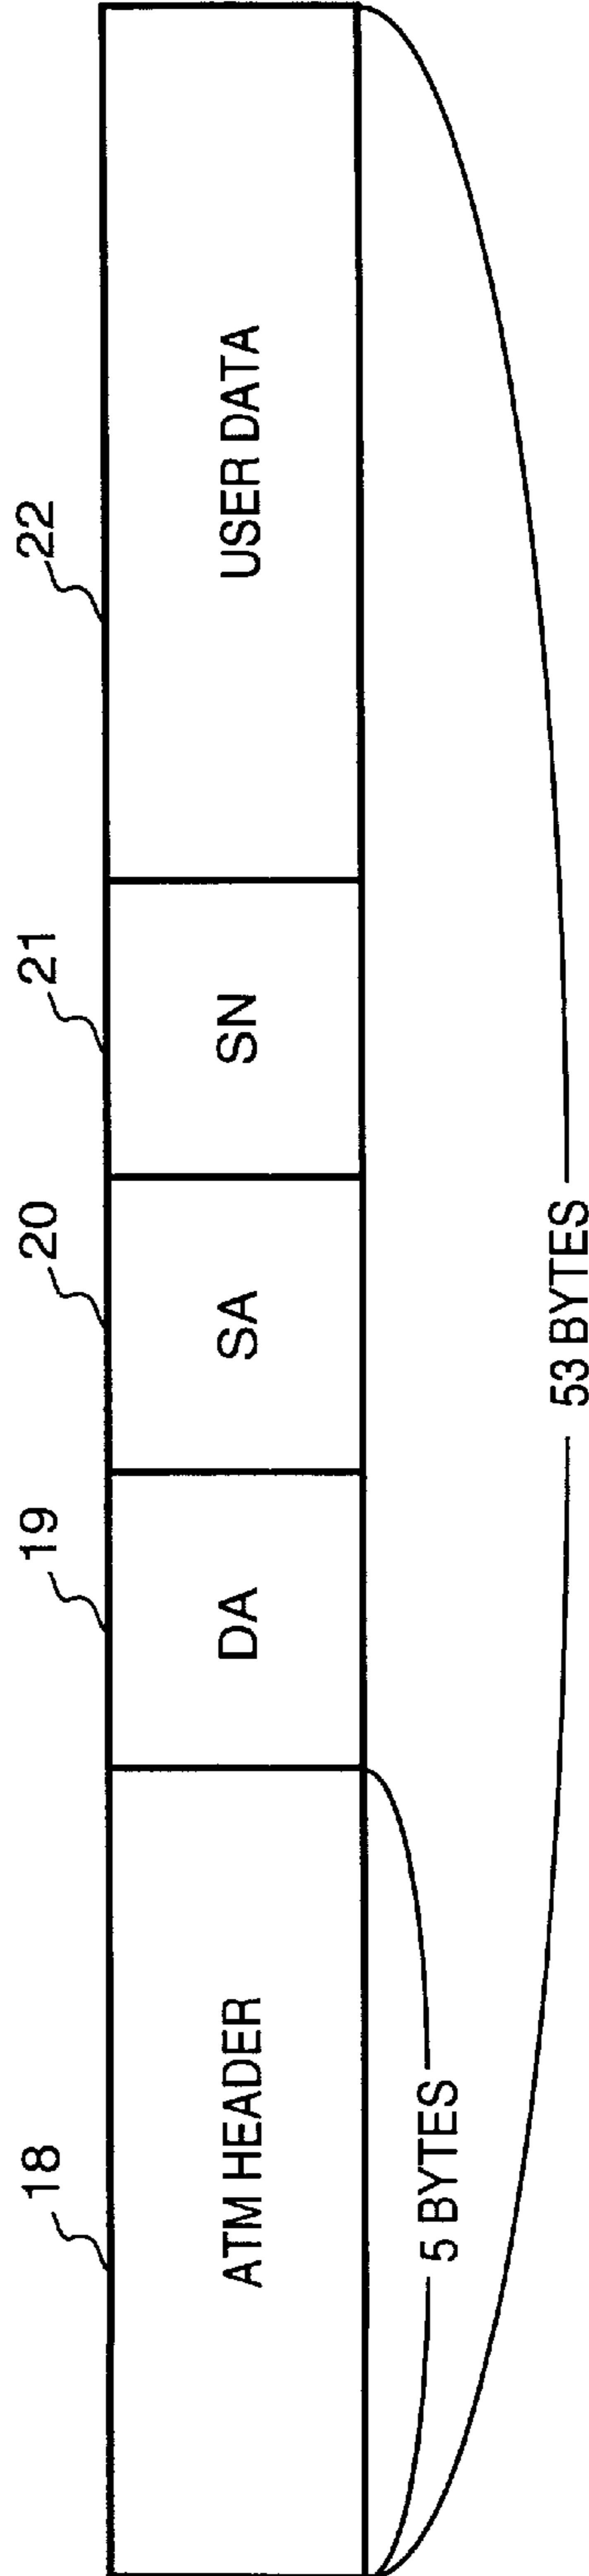 18
19
20
21
22
ATM HEADER
DA
SA
SN
USER DATA
5 BYTES
53 BYTES